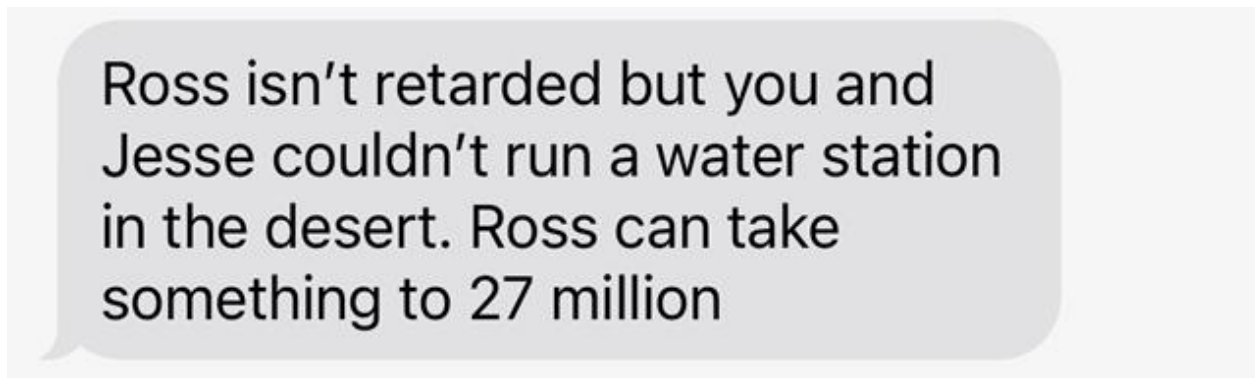 Ross isn’t retarded but you and
Jesse couldn’t run a water station
in the desert. Ross can take
something to 27 million